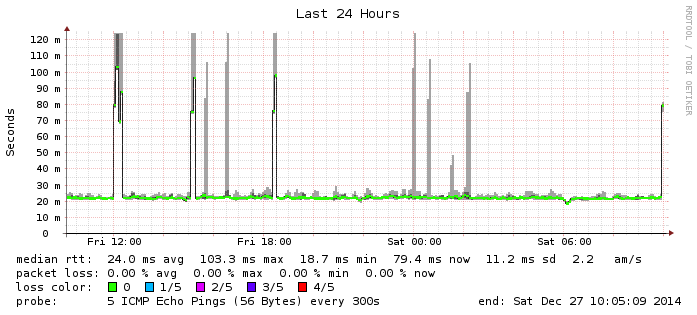 Last 24 Hours
RRDTOOL / TOBI OETIKER
Seconds
120 m
110 m
100 m
90 m
80 m
70 m
60 m
50 m
40 m
30 m
20 m
10 m
0
Fri 12:00 Fri 18:00 Sat 00:00 Sat 06:00
median rtt: 24.0 ms avg 103.3 ms max 18.7 ms min 79.4 ms now 11.2 ms sd 2.2 am/s
packet loss: 0.00 % avg 0.00 % max 0.00 % min 0.00 % now
loss color: 0 1/5 2/5 3/5 4/5
probe: 5 ICMP Echo Pings (56 Bytes) every 300s end: Sat Dec 27 10:05:09 2014